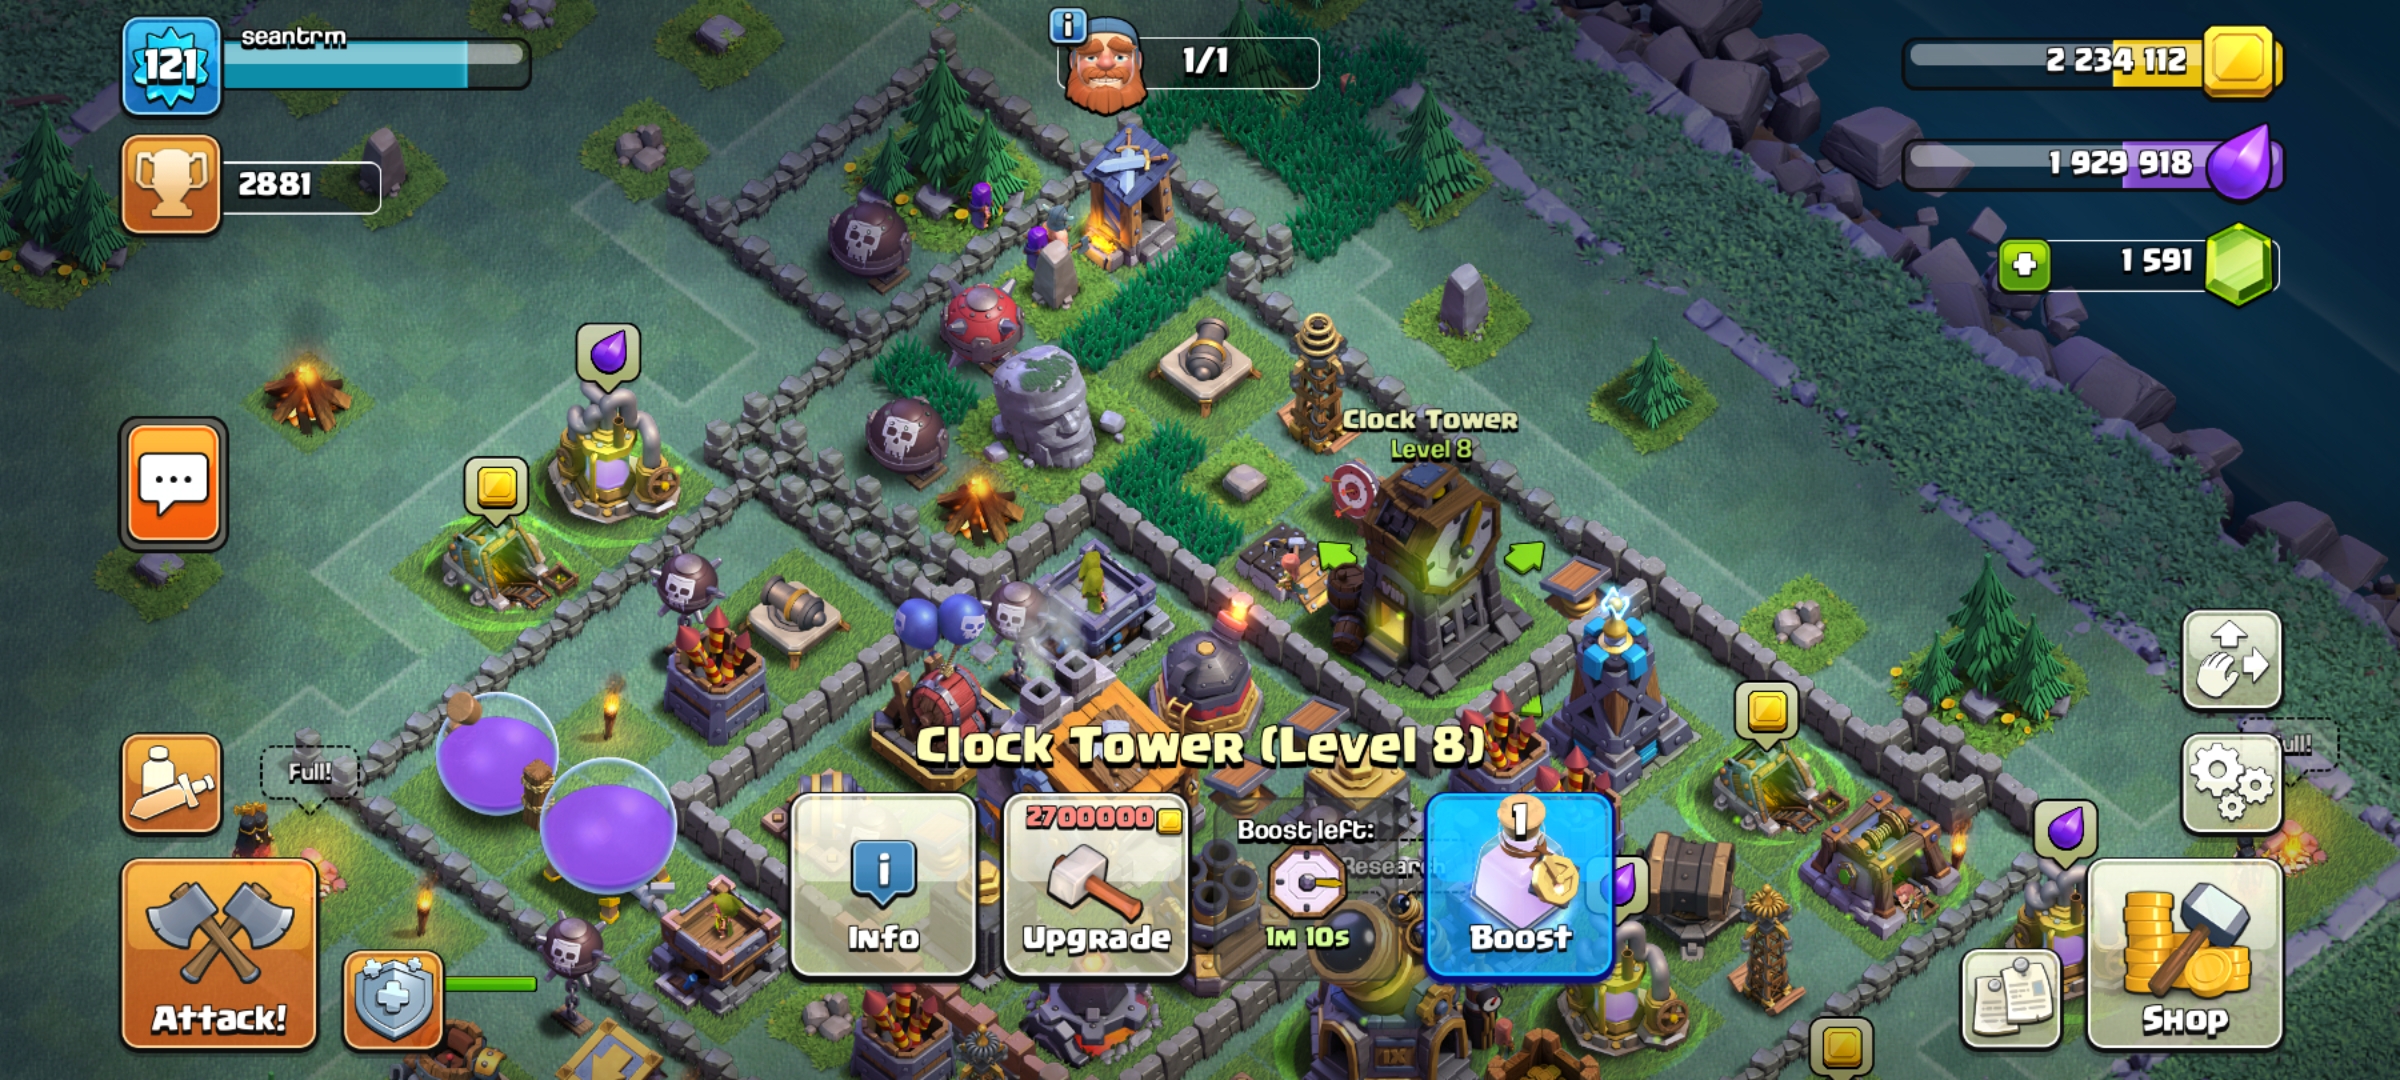 121
seantrm
1/1
2 234 112
1 929 918
2881
1 591
Clock Tower
Level 8
Clock Tower (Level 8)
Full!
2700000
Boost left:
1
Research
Info
Upgrade
1M 10s
Boost
Attack!
Shop